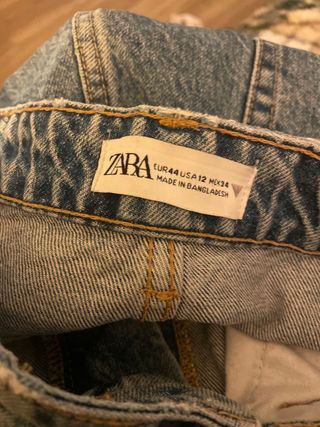 ZARA
EUR 44 USA 12 MEX 34
MADE IN BANGLADESH